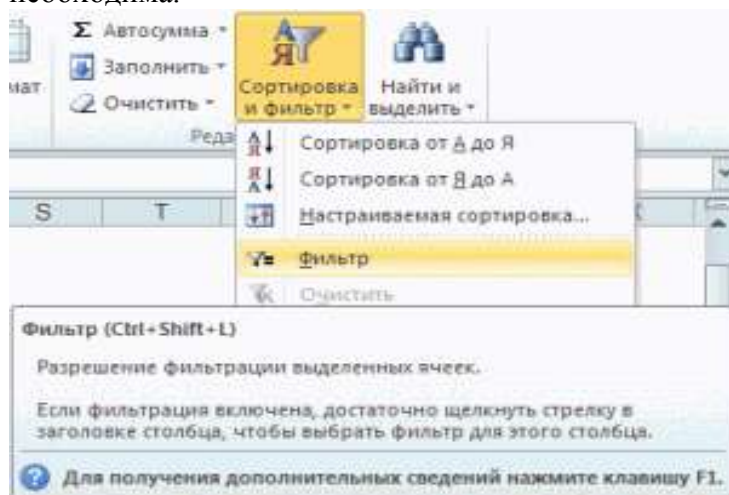 необходима.
Σ Автосумма
Заполнить
мат
Очистить
Сортировка
и фильтр
Найти и
выделить
Реда
Сортировка от А до Я
Сортировка от Я до А
Настраиваемая сортировка...
S T
Фильтр
Очистить
Фильтр (Ctrl+Shift+L)
Разрешение фильтрации выделенных ячеек.
Если фильтрация включена, достаточно щелкнуть стрелку в
заголовке столбца, чтобы выбрать фильтр для этого столбца.
Для получения дополнительных сведений нажмите клавишу F1.